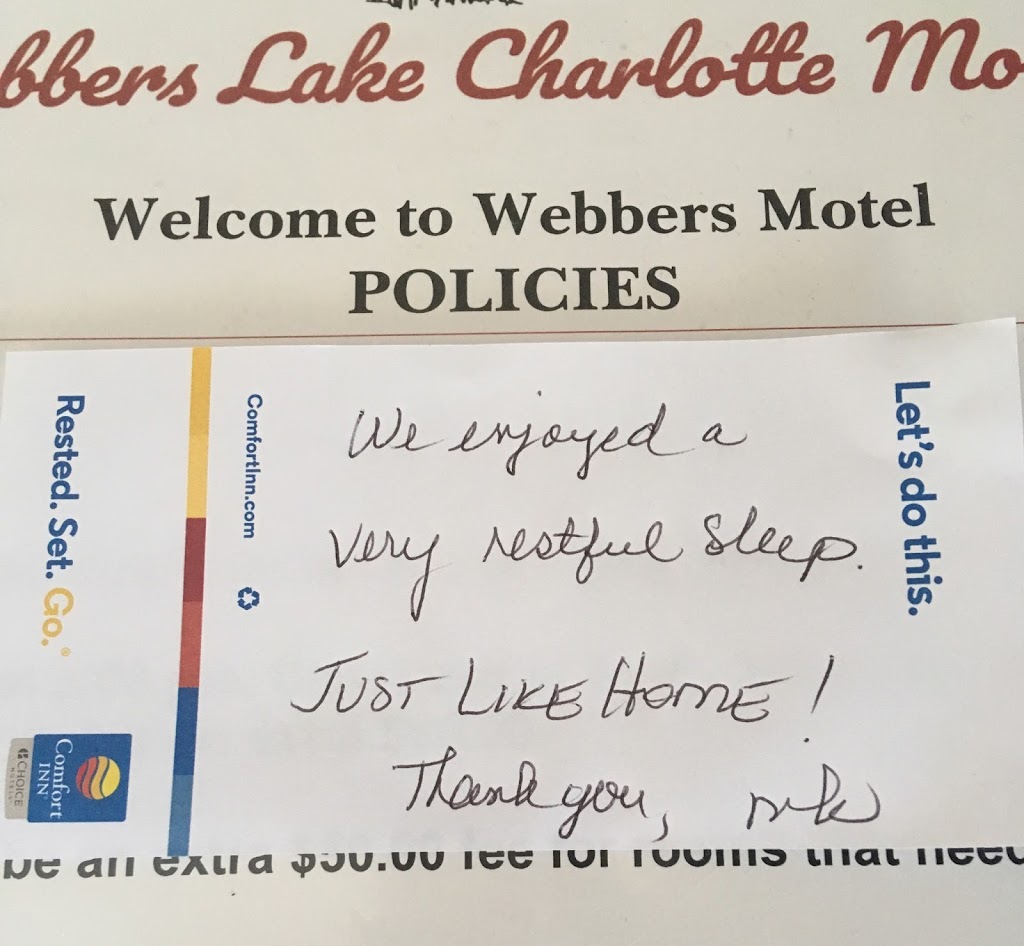 bbers Lake Charlotte Mo
Welcome to Webbers Motel
POLICIES
Rested. Set. Go.®
ComfortInn.com
Let's do this.
We enjoyed a
very restful sleep.
JUST LIKE HOME!
Thank you,
Comfort
INN
CHOICE
HOTELS
be an extra $50.00 fee for rooms that need